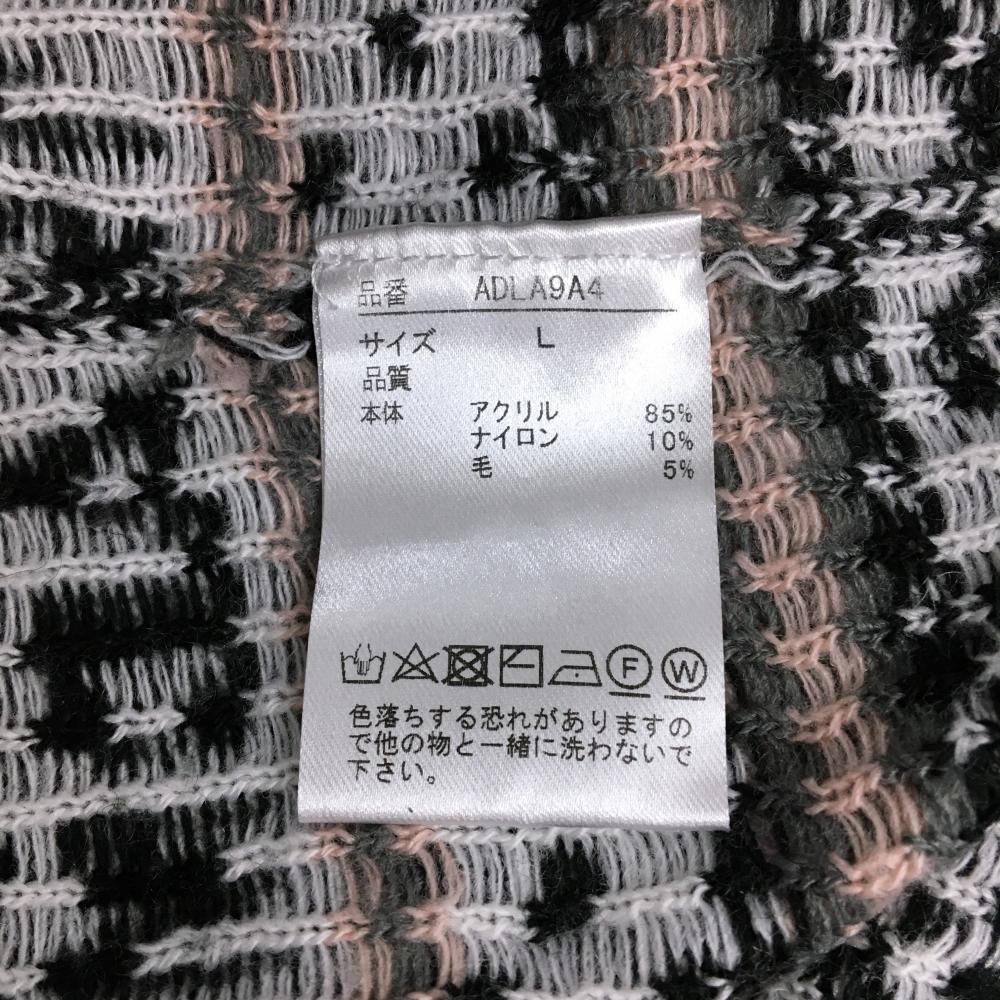 品番 ADLA9A4
サイズ L
品質
本体 アクリル 85%
ナイロン 10%
毛 5%
F W
色落ちする恐れがありますの
で他の物と一緒に洗わないで
下さい。